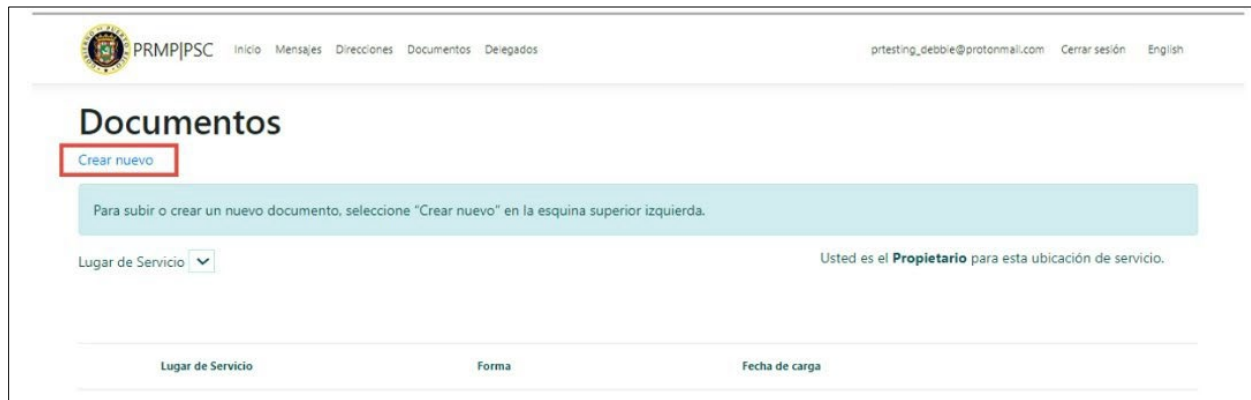 PRMP|PSC Inicio Mensajes Direcciones Documentos Delegados prtesting_debbie@protonmail.com Cerrar sesión English
Documentos
Crear nuevo
Para subir o crear un nuevo documento, seleccione “Crear nuevo” en la esquina superior izquierda.
Lugar de Servicio Usted es el Propietario para esta ubicación de servicio.
Lugar de Servicio Forma Fecha de carga